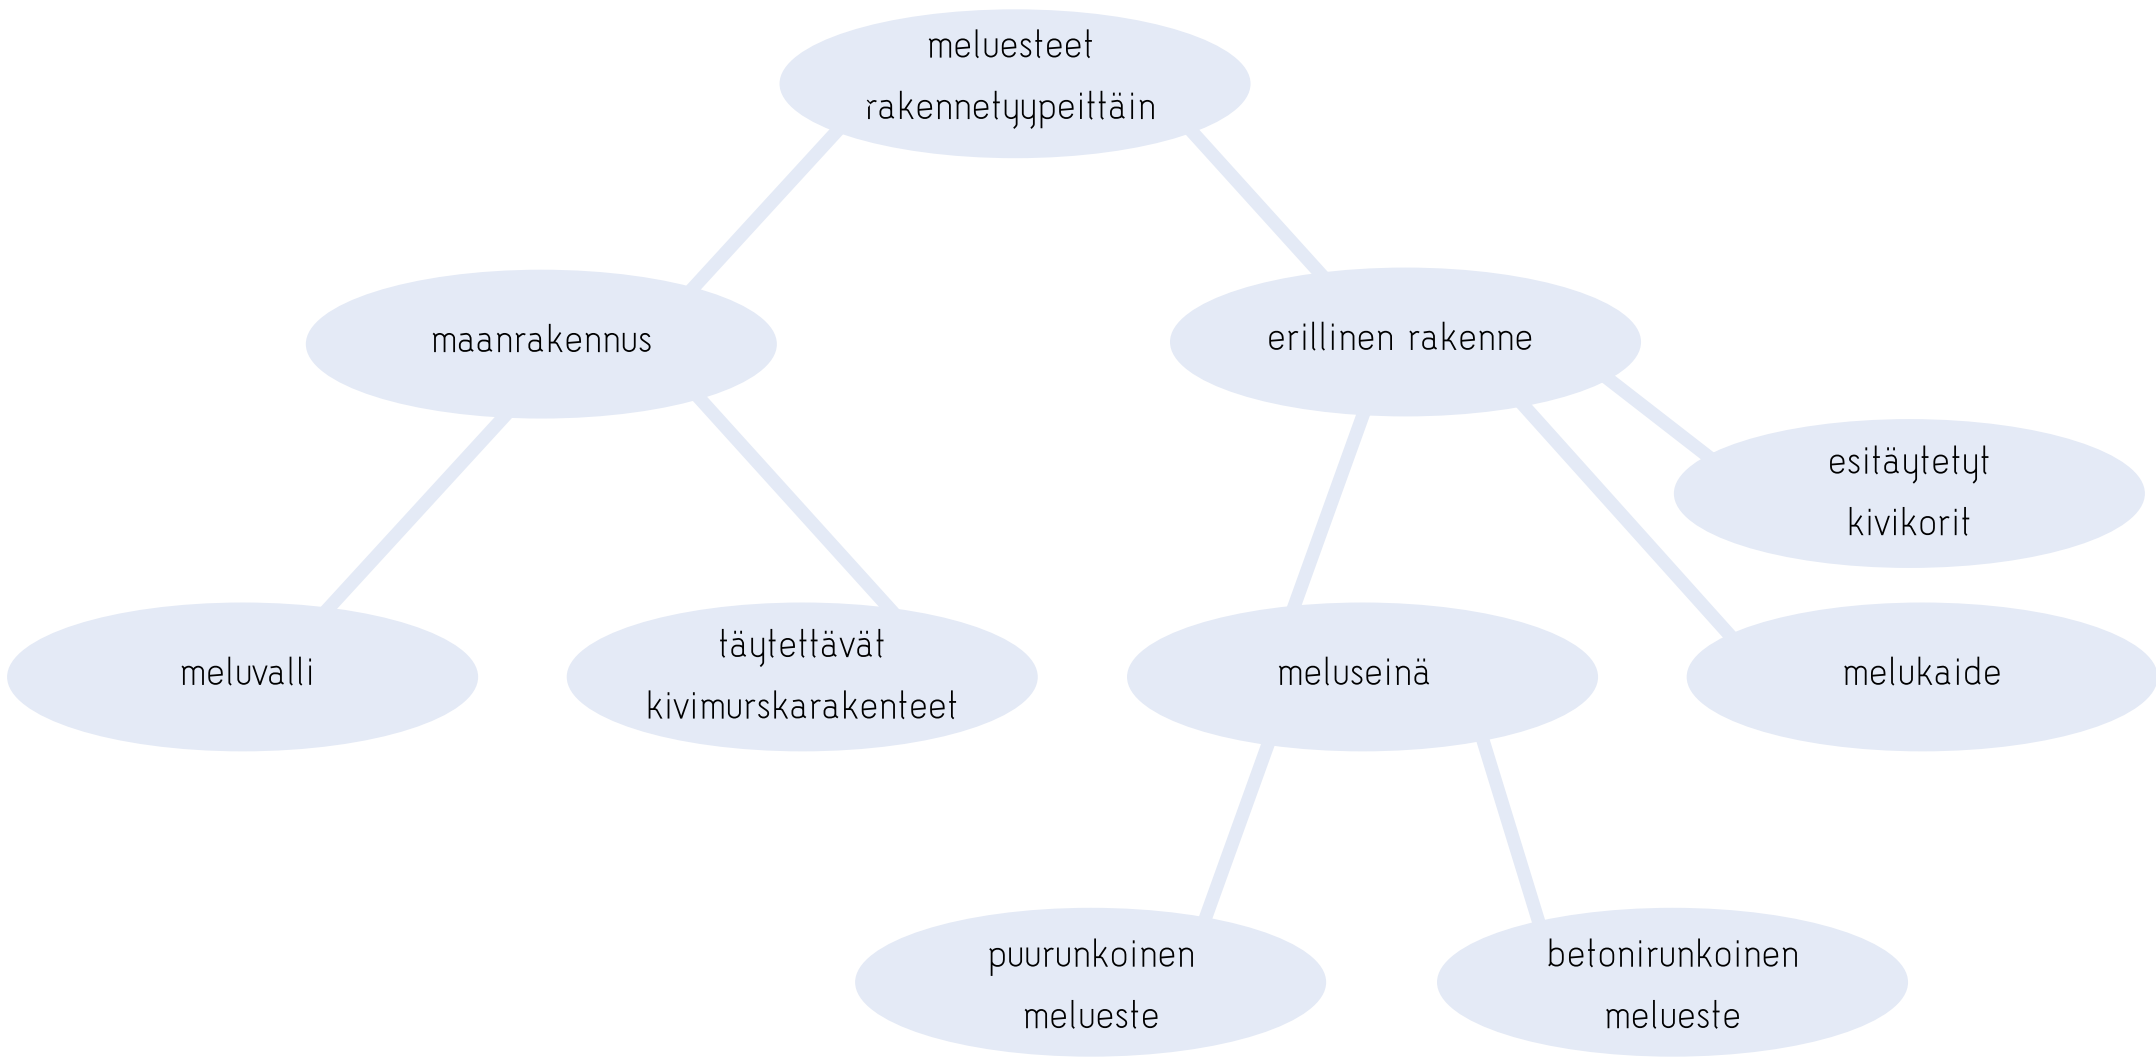 meluesteet
rakennetyypeittäin
maanrakennus
erillinen rakenne
esitäytetyt
kivikorit
meluvalli
täytettävät
kivimurskarakenteet
meluseinä
melukaide
puurunkoinen
melueste
betonirunkoinen
melueste